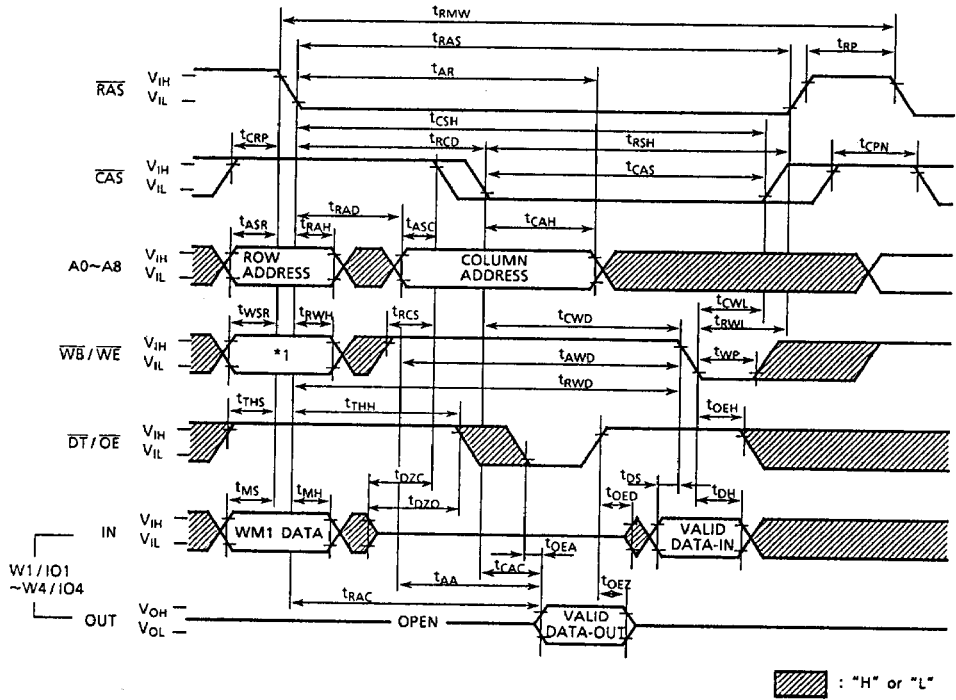 tRMW
tRAS
tRP
tAR
RAS
VIH
VIL
tCSH
tCRP
tRCD
tRSH
tCPN
CAS
VIH
VIL
tCAS
tRAD
tASR
tRAH
tASC
tCAH
A0~A8
VIH
VIL
ROW
ADDRESS
COLUMN
ADDRESS
tCWL
tWSR
tRWH
tRCS
tCWD
tRWL
WB/WE
VIH
VIL
*1
tAWD
tWP
tRWD
tTHS
tTHH
tOEH
DT/OE
VIH
VIL
tDZC
tDS
tMS
tMH
tDZO
tOED
tDH
IN
VIH
VIL
WM1 DATA
VALID
DATA-IN
tOEA
tCAC
W1/IO1
~W4/IO4
tAA
tOEZ
tRAC
OUT
VOH
VOL
OPEN
VALID
DATA-OUT
: "H" or "L"